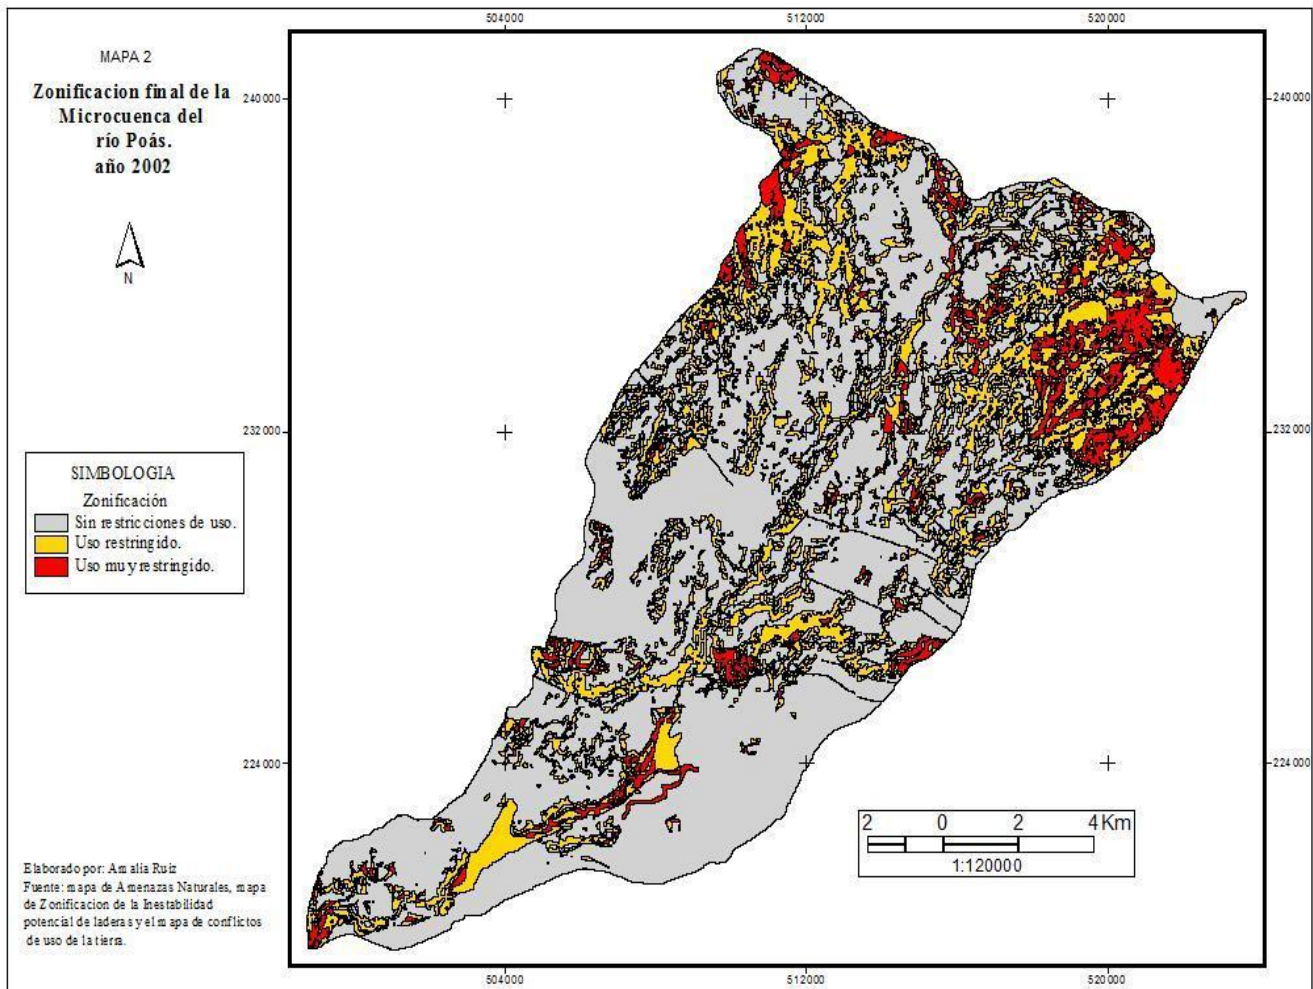 504000 512000 520000
MAPA 2
Zonificacion final de la
Microcuenca del
río Poás.
año 2002
240000 240000
N
232000 232000
SIMBOLOGIA
Zonificación
Sin restricciones de uso.
Uso restringido.
Uso muy restringido.
224000 224000
2 0 2 4 Km
1:120000
Elaborado por: Amalia Ruiz
Fuente: mapa de Amenazas Naturales, mapa
de Zonificacion de la Inestabilidad
potencial de laderas y el mapa de conflictos
de uso de la tierra.
504000 512000 520000